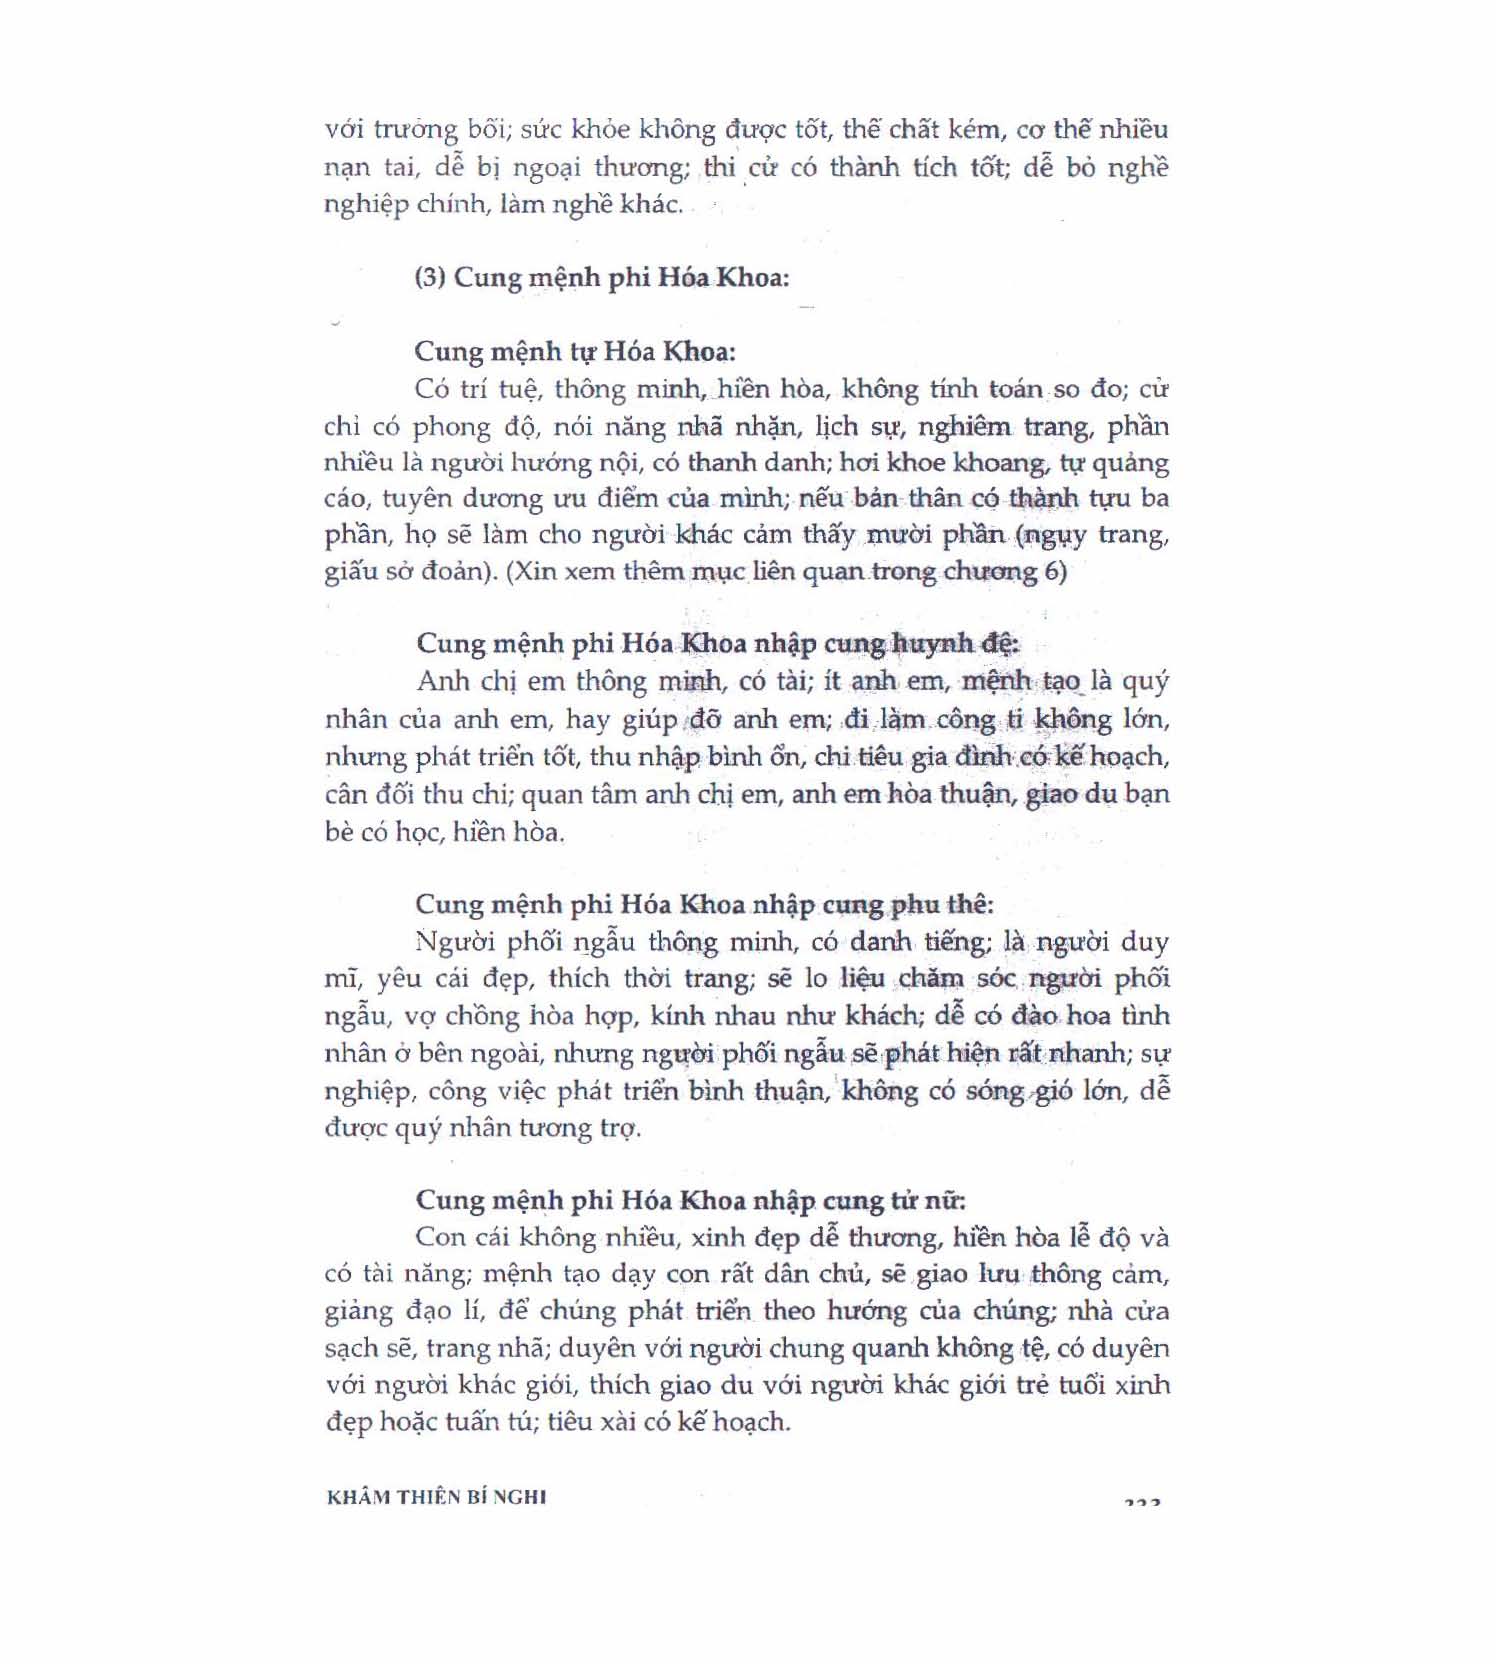 với trưởng bối; sức khỏe không được tốt, thể chất kém, cơ thể nhiều
nạn tai, dễ bị ngoại thương; thi cử có thành tích tốt; dễ bỏ nghề
nghiệp chính, làm nghề khác.
(3) Cung mệnh phi Hóa Khoa:
Cung mệnh tự Hóa Khoa:
Có trí tuệ, thông minh, hiền hòa, không tính toán so đo; cử
chỉ có phong độ, nói năng nhã nhặn, lịch sự, nghiêm trang, phần
nhiều là người hướng nội, có thanh danh; hơi khoe khoang, tự quảng
cáo, tuyên dương ưu điểm của mình; nếu bản thân có thành tựu ba
phần, họ sẽ làm cho người khác cảm thấy mười phần (ngụy trang,
giấu sở đoản). (Xin xem thêm mục liên quan trong chương 6)
Cung mệnh phi Hóa Khoa nhập cung huynh đệ:
Anh chị em thông minh, có tài; ít anh em, mệnh tạo là quý
nhân của anh em, hay giúp đỡ anh em; đi làm công ti không lớn,
nhưng phát triển tốt, thu nhập bình ổn, chi tiêu gia đình có kế hoạch,
cân đối thu chi; quan tâm anh chị em, anh em hòa thuận, giao du bạn
bè có học, hiền hòa.
Cung mệnh phi Hóa Khoa nhập cung phu thê:
Người phối ngẫu thông minh, có danh tiếng; là người duy
mĩ, yêu cái đẹp, thích thời trang; sẽ lo liệu chăm sóc người phối
ngẫu, vợ chồng hòa hợp, kính nhau như khách; dễ có đào hoa tình
nhân ở bên ngoài, nhưng người phối ngẫu sẽ phát hiện rất nhanh; sự
nghiệp, công việc phát triển bình thuận, không có sóng gió lớn, dễ
được quý nhân tương trợ.
Cung mệnh phi Hóa Khoa nhập cung tử nữ:
Con cái không nhiều, xinh đẹp dễ thương, hiền hòa lễ độ và
có tài năng; mệnh tạo dạy con rất dân chủ, sẽ giao lưu thông cảm,
giảng đạo lí, để chúng phát triển theo hướng của chúng; nhà cửa
sạch sẽ, trang nhã; duyên với người chung quanh không tệ, có duyên
với người khác giới, thích giao du với người khác giới trẻ tuổi xinh
đẹp hoặc tuấn tú; tiêu xài có kế hoạch.
KHÂM THIÊN BÍ NGHI